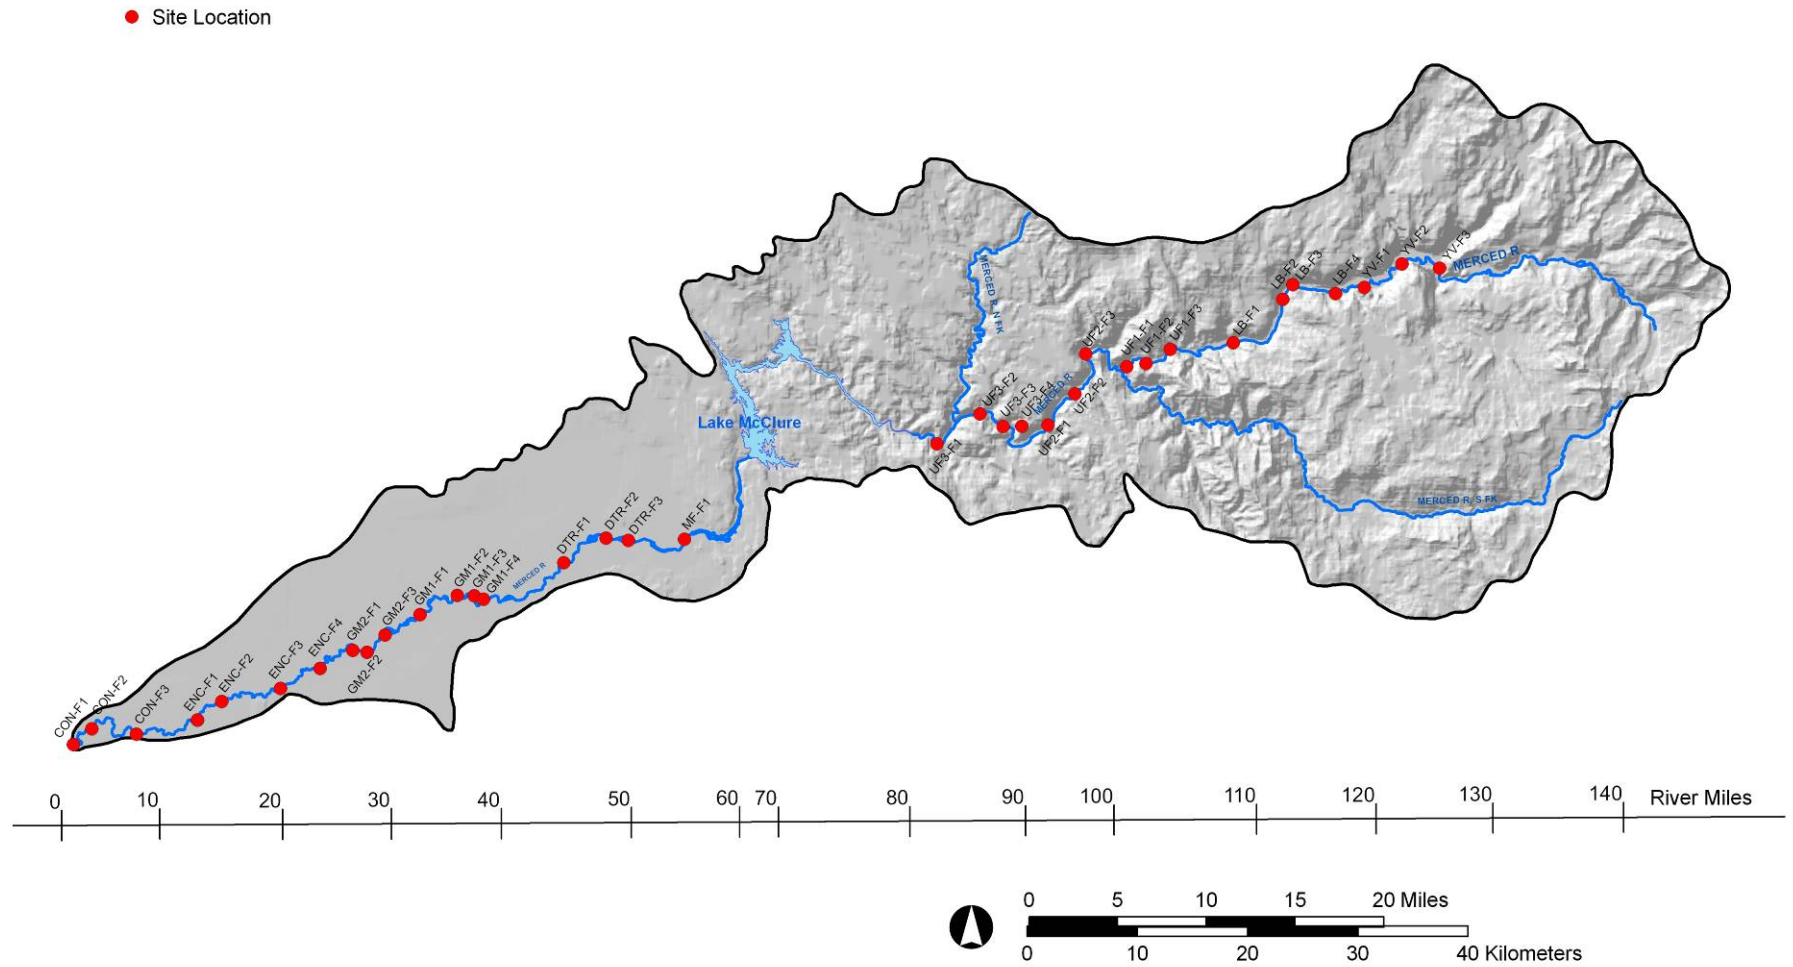 Site Location
YV-F2
YV-F3
MERCED R
LB-F2
LB-F3
LB-F4
YV-F1
MERCED R, N FK
UF2-F3
UF1-F1
UF1-F2
UF1-F3
LB-F1
UF3-F2
UF3-F3
UF3-F4
MERCED R
UF2-F2
Lake McClure
UF3-F1
UF2-F1
MERCED R, S FK
DTR-F1
DTR-F2
DTR-F3
MF-F1
GM1-F1
GM1-F2
GM1-F3
GM1-F4
MERCED R
ENC-F3
ENC-F4
GM2-F1
GM2-F3
GM2-F2
CON-F1
CON-F2
CON-F3
ENC-F1
ENC-F2
0 10 20 30 40 50 60 70 80 90 100 110 120 130 140 River Miles
0 5 10 15 20 Miles
0 10 20 30 40 Kilometers